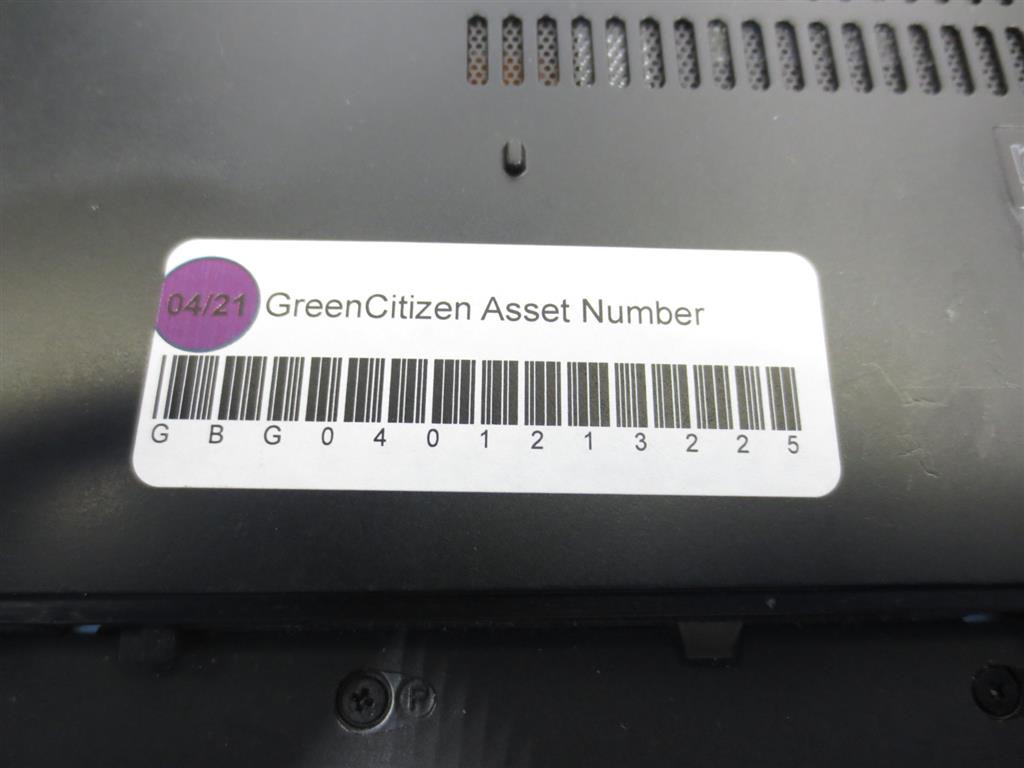 04/21 GreenCitizen Asset Number
G B G 0 4 0 1 2 1 3 2 2 5
R